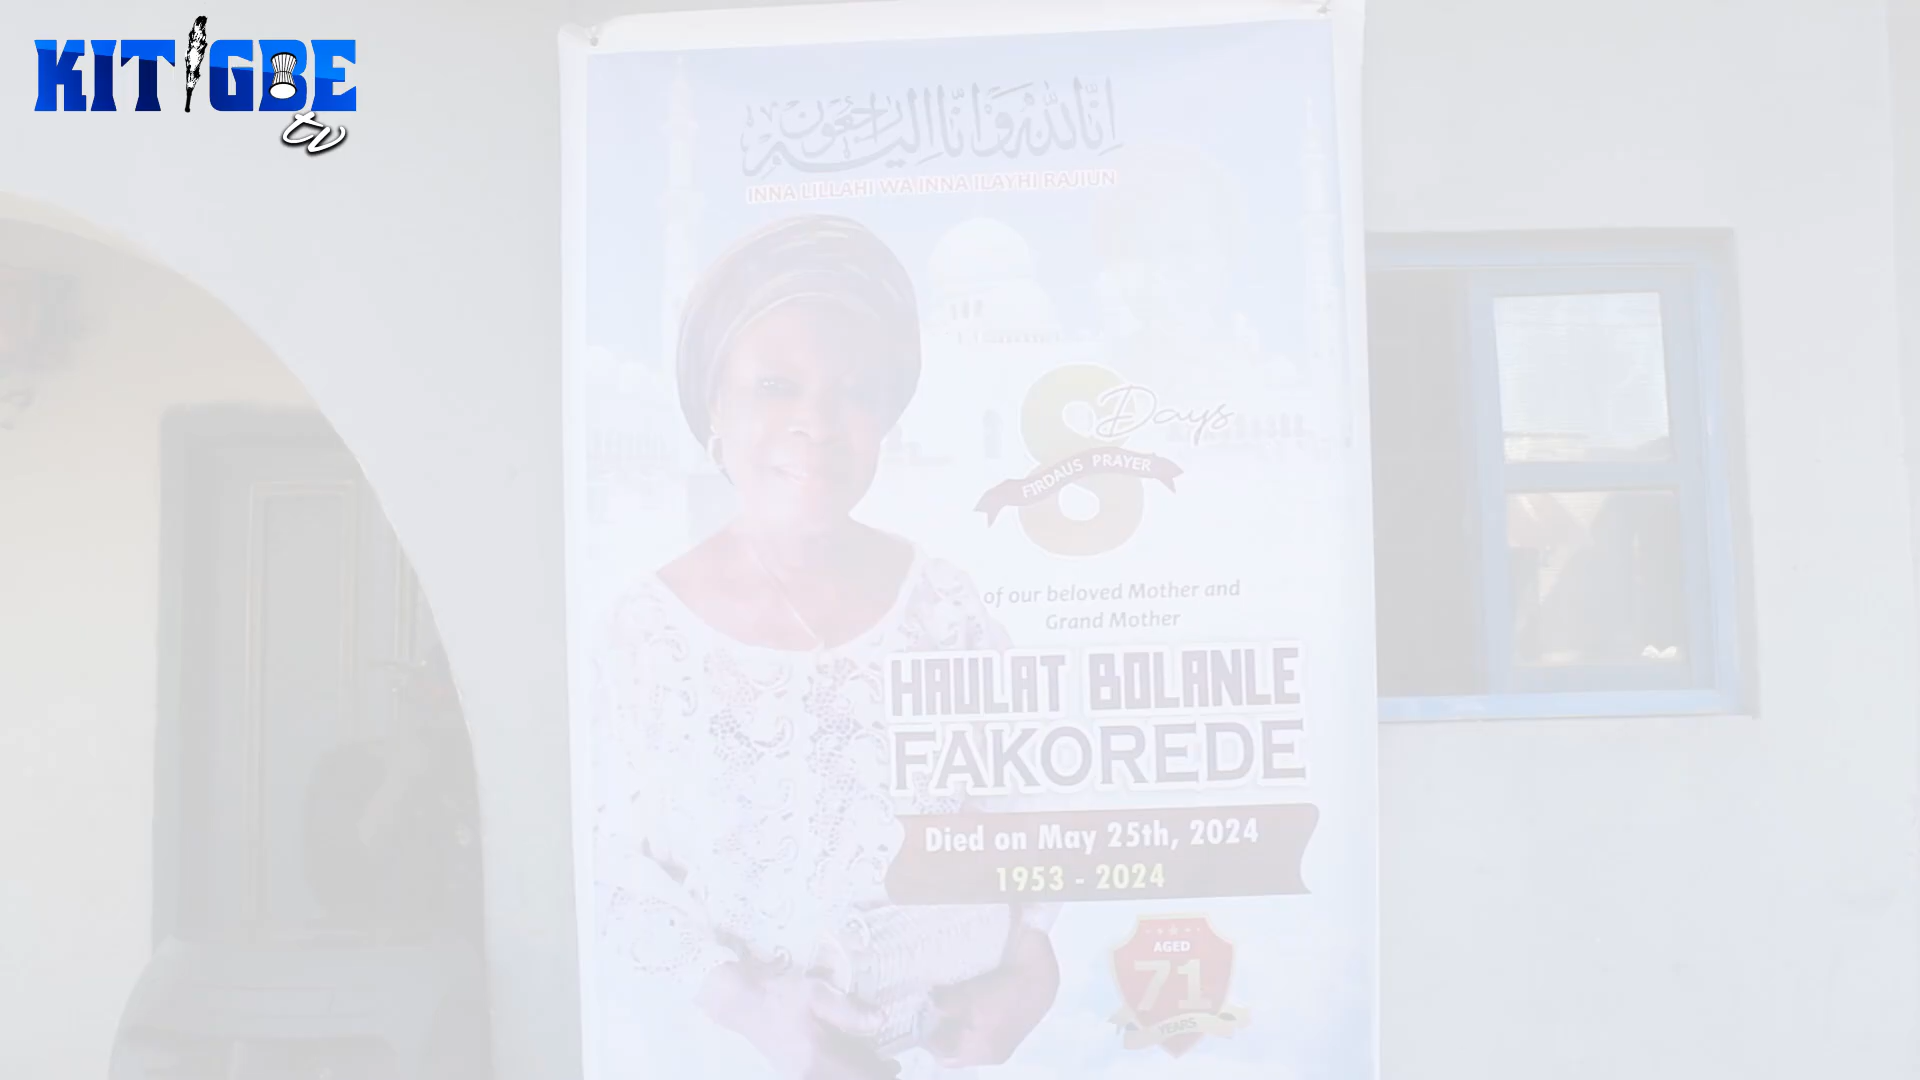 KITIGBE
tv
إنا لله وإنا إليه راجعون
INNA LILLAHI WA INNA ILAYHI RAJIUN
8 Days
FIRDAUS PRAYER
of our beloved Mother and
Grand Mother
HAULAT BOLANLE
FAKOREDE
Died on May 25th, 2024
1953 - 2024
AGED
71
YEARS